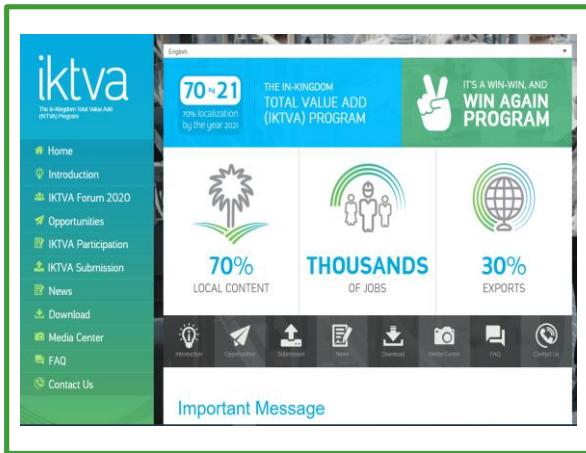 iktva
The In-Kingdom Total Value Add
(IKTVA) Program
Home
Introduction
IKTVA Forum 2020
Opportunities
IKTVA Participation
IKTVA Submission
News
Download
Media Center
FAQ
Contact Us
English
70 by 21
70% localization
by the year 2021
THE IN-KINGDOM
TOTAL VALUE ADD
(IKTVA) PROGRAM
IT'S A WIN-WIN, AND
WIN AGAIN
PROGRAM
70%
LOCAL CONTENT
THOUSANDS
OF JOBS
30%
EXPORTS
Introduction
Opportunities
Submission
News
Download
Media Center
FAQ
Contact Us
Important Message